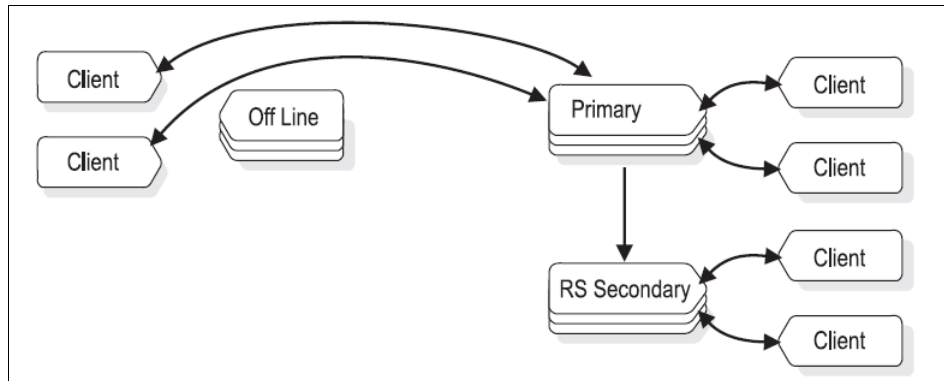 Client
Client
Off Line
Primary
Client
Client
RS Secondary
Client
Client